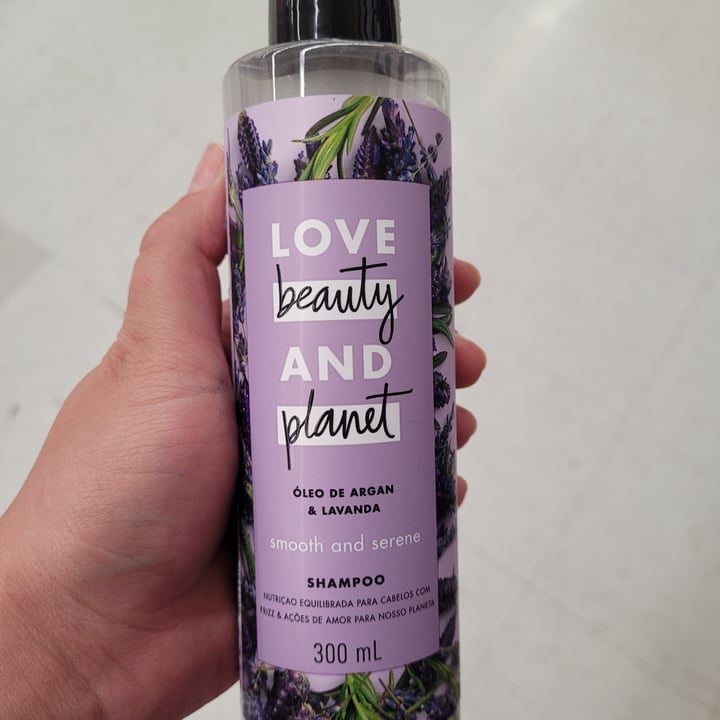 LOVE
beauty
AND
planet
ÓLEO DE ARGAN
& LAVANDA
smooth and serene
SHAMPOO
NUTRIÇÃO EQUILIBRADA PARA CABELOS COM
FRIZZ & AÇÕES DE AMOR PARA NOSSO PLANETA
300 mL